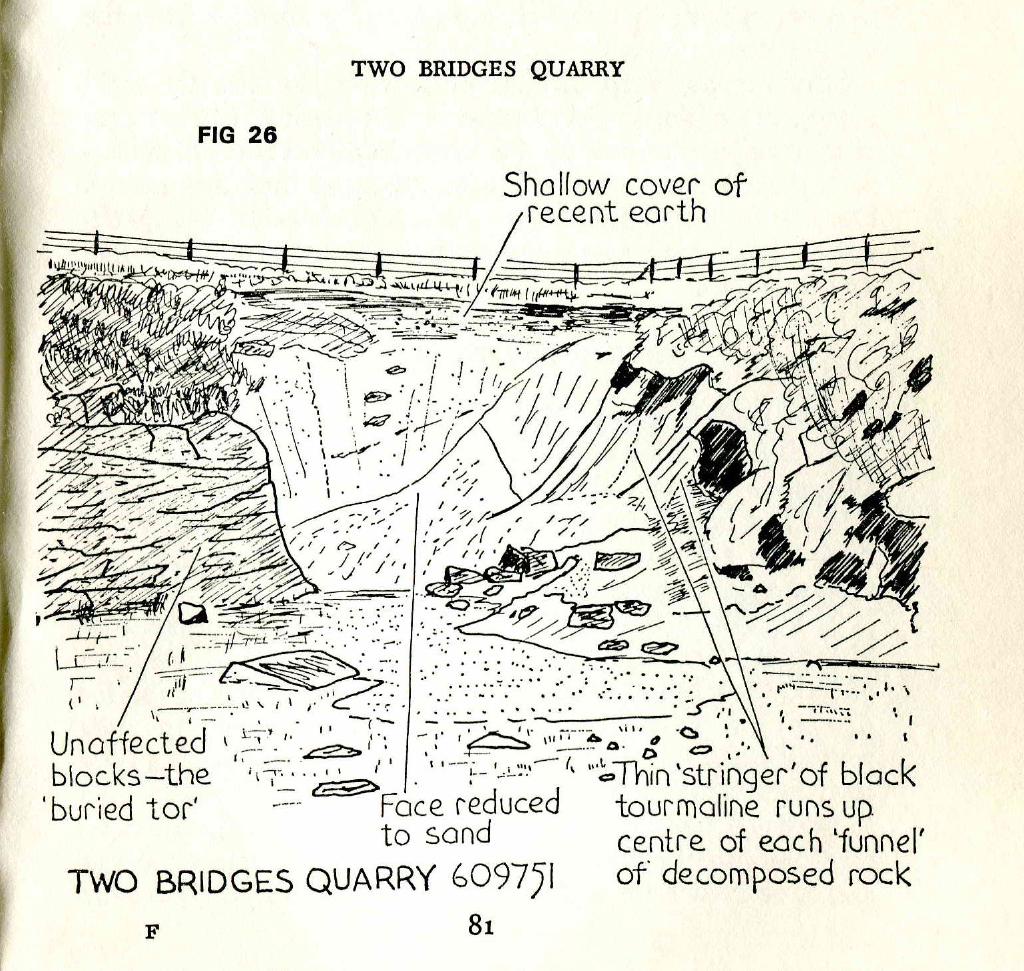 TWO BRIDGES QUARRY
FIG 26
Shallow cover of
recent earth
Unaffected
blocks—the
'buried tor'
Face reduced
to sand
Thin 'stringer' of black
tourmaline runs up
centre of each 'funnel'
of decomposed rock
TWO BRIDGES QUARRY 609751
F
81